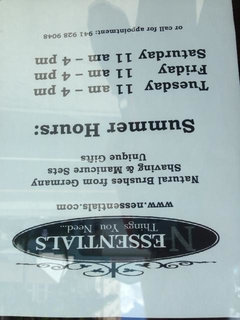 ESSENTIALS
Things You Need...
www.nessentials.com
Natural Brushes from Germany
Shaving & Manicure Sets
Unique Gifts
Summer Hours:
Tuesday 11 am – 4 pm
Friday 11 am – 4 pm
Saturday 11 am – 4 pm
or call for appointment: 941 928 9048